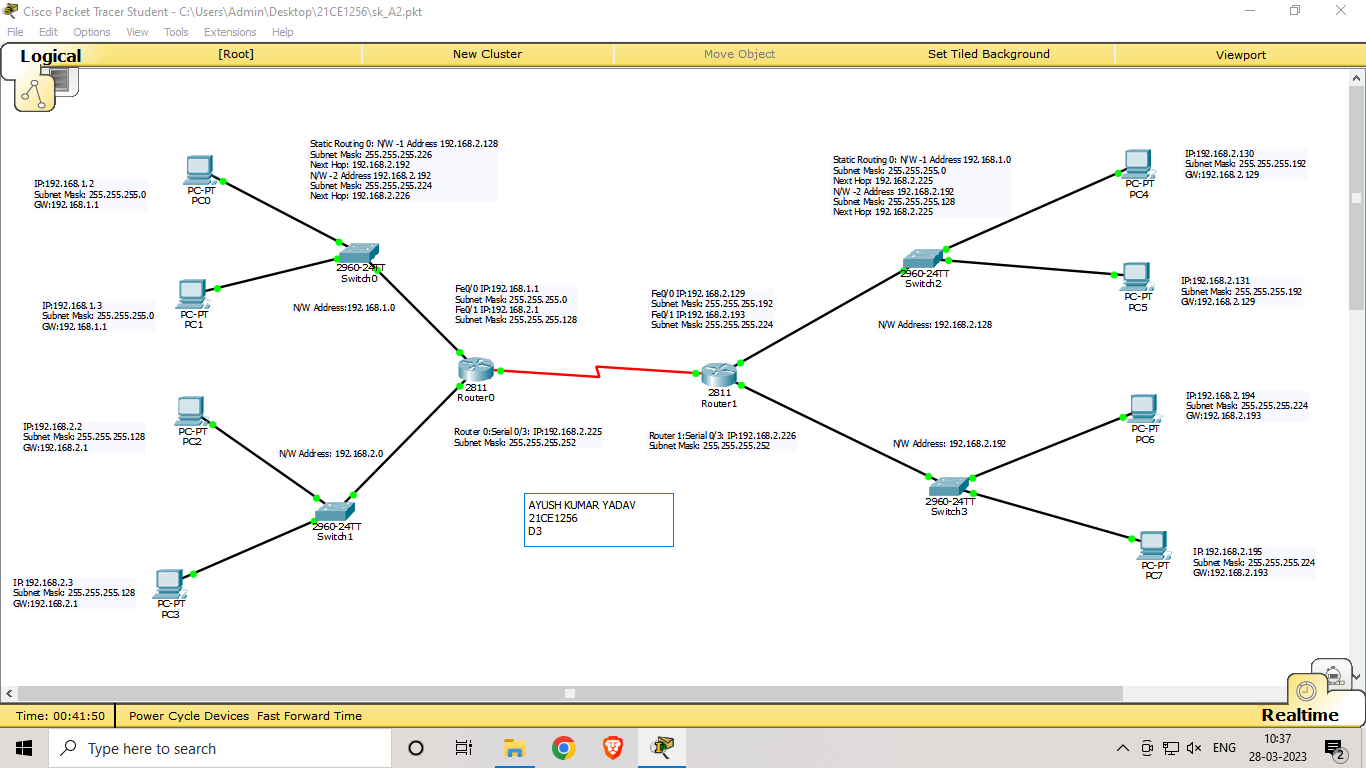 Cisco Packet Tracer Student - C:\Users\Admin\Desktop\21CE1256\sk_A2.pkt
File Edit Options View Tools Extensions Help
Logical
[Root]
New Cluster
Move Object
Set Tiled Background
Viewport
Static Routing 0: N/W -1 Address 192.168.2.128
Subnet Mask: 255.255.255.226
Next Hop: 192.168.2.192
N/W -2 Address 192.168.2.192
Subnet Mask: 255.255.255.224
Next Hop: 192.168.2.226
Static Routing 0: N/W -1 Address 192.168.1.0
Subnet Mask: 255.255.255.0
Next Hop: 192.168.2.225
N/W -2 Address 192.168.2.192
Subnet Mask: 255.255.255.128
Next Hop: 192.168.2.225
IP:192.168.1.2
Subnet Mask: 255.255.255.0
GW:192.168.1.1
PC-PT
PC0
PC-PT
PC4
IP:192.168.2.130
Subnet Mask: 255.255.255.192
GW:192.168.2.129
2960-24TT
Switch0
2960-24TT
Switch2
IP:192.168.1.3
Subnet Mask: 255.255.255.0
GW:192.168.1.1
PC-PT
PC1
N/W Address:192.168.1.0
Fe0/0 IP:192.168.1.1
Subnet Mask: 255.255.255.0
Fe0/1 IP:192.168.2.1
Subnet Mask: 255.255.255.128
Fe0/0 IP:192.168.2.129
Subnet Mask: 255.255.255.192
Fe0/1 IP:192.168.2.193
Subnet Mask: 255.255.255.224
N/W Address: 192.168.2.128
PC-PT
PC5
IP:192.168.2.131
Subnet Mask: 255.255.255.192
GW:192.168.2.129
2811
Router0
2811
Router1
IP:192.168.2.2
Subnet Mask: 255.255.255.128
GW:192.168.2.1
PC-PT
PC2
N/W Address: 192.168.2.0
Router 0:Serial 0/3: IP:192.168.2.225
Subnet Mask: 255.255.255.252
Router 1:Serial 0/3: IP:192.168.2.226
Subnet Mask: 255.255.255.252
N/W Address: 192.168.2.192
PC-PT
PC6
IP:192.168.2.194
Subnet Mask: 255.255.255.224
GW:192.168.2.193
2960-24TT
Switch1
2960-24TT
Switch3
AYUSH KUMAR YADAV
21CE1256
D3
IP:192.168.2.3
Subnet Mask: 255.255.255.128
GW:192.168.2.1
PC-PT
PC3
PC-PT
PC7
IP:192.168.2.195
Subnet Mask: 255.255.255.224
GW:192.168.2.193
Time: 00:41:50
Power Cycle Devices Fast Forward Time
Realtime
Type here to search
ENG
10:37
28-03-2023
2